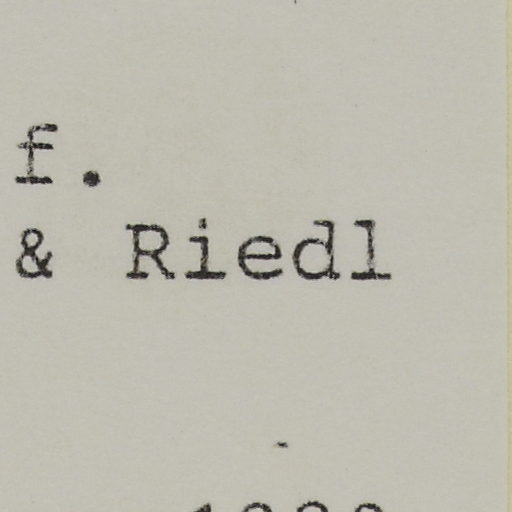 f.
& Riedl